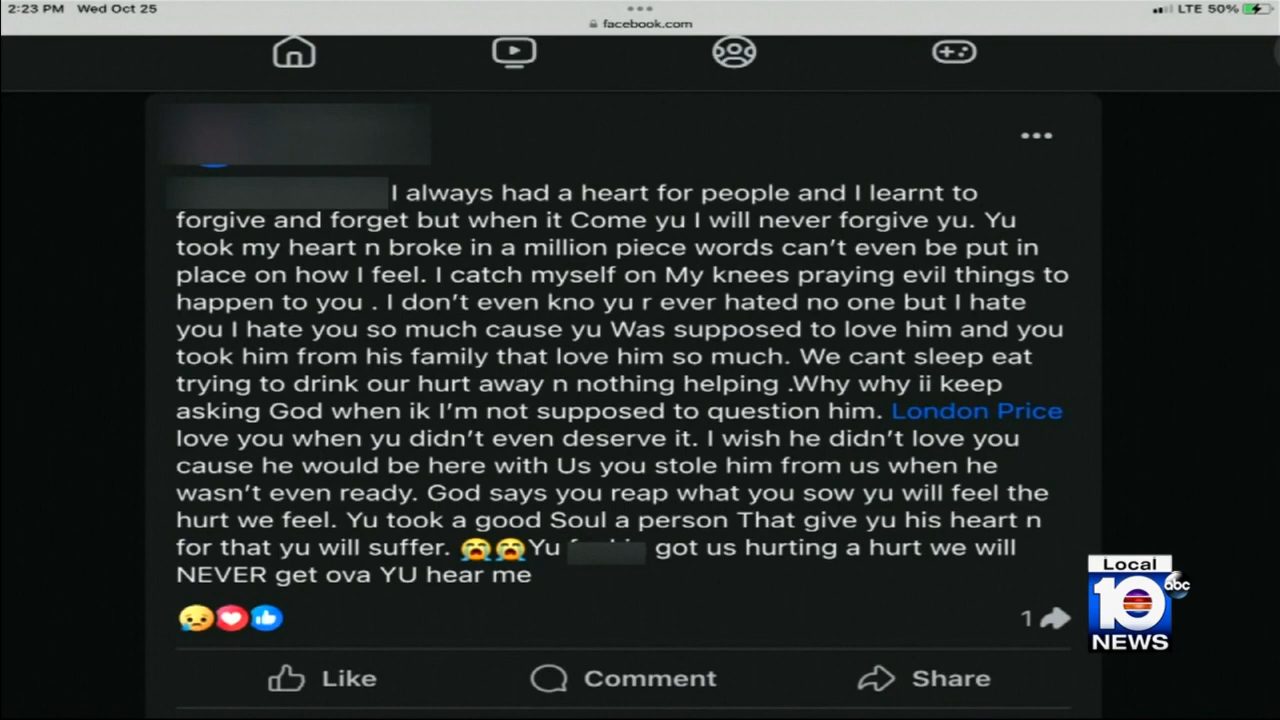 2:23 PM Wed Oct 25
LTE 50%
facebook.com
I always had a heart for people and I learnt to
forgive and forget but when it Come yu I will never forgive yu. Yu
took my heart n broke in a million piece words can't even be put in
place on how I feel. I catch myself on My knees praying evil things to
happen to you . I don't even kno yu r ever hated no one but I hate
you I hate you so much cause yu Was supposed to love him and you
took him from his family that love him so much. We cant sleep eat
trying to drink our hurt away n nothing helping .Why why ii keep
asking God when ik I'm not supposed to question him. London Price
love you when yu didn't even deserve it. I wish he didn't love you
cause he would be here with Us you stole him from us when he
wasn't even ready. God says you reap what you sow yu will feel the
hurt we feel. Yu took a good Soul a person That give yu his heart n
for that yu will suffer. 😭😭Yu got us hurting a hurt we will
NEVER get ova YU hear me
1
Like Comment Share
Local
10
abc
NEWS